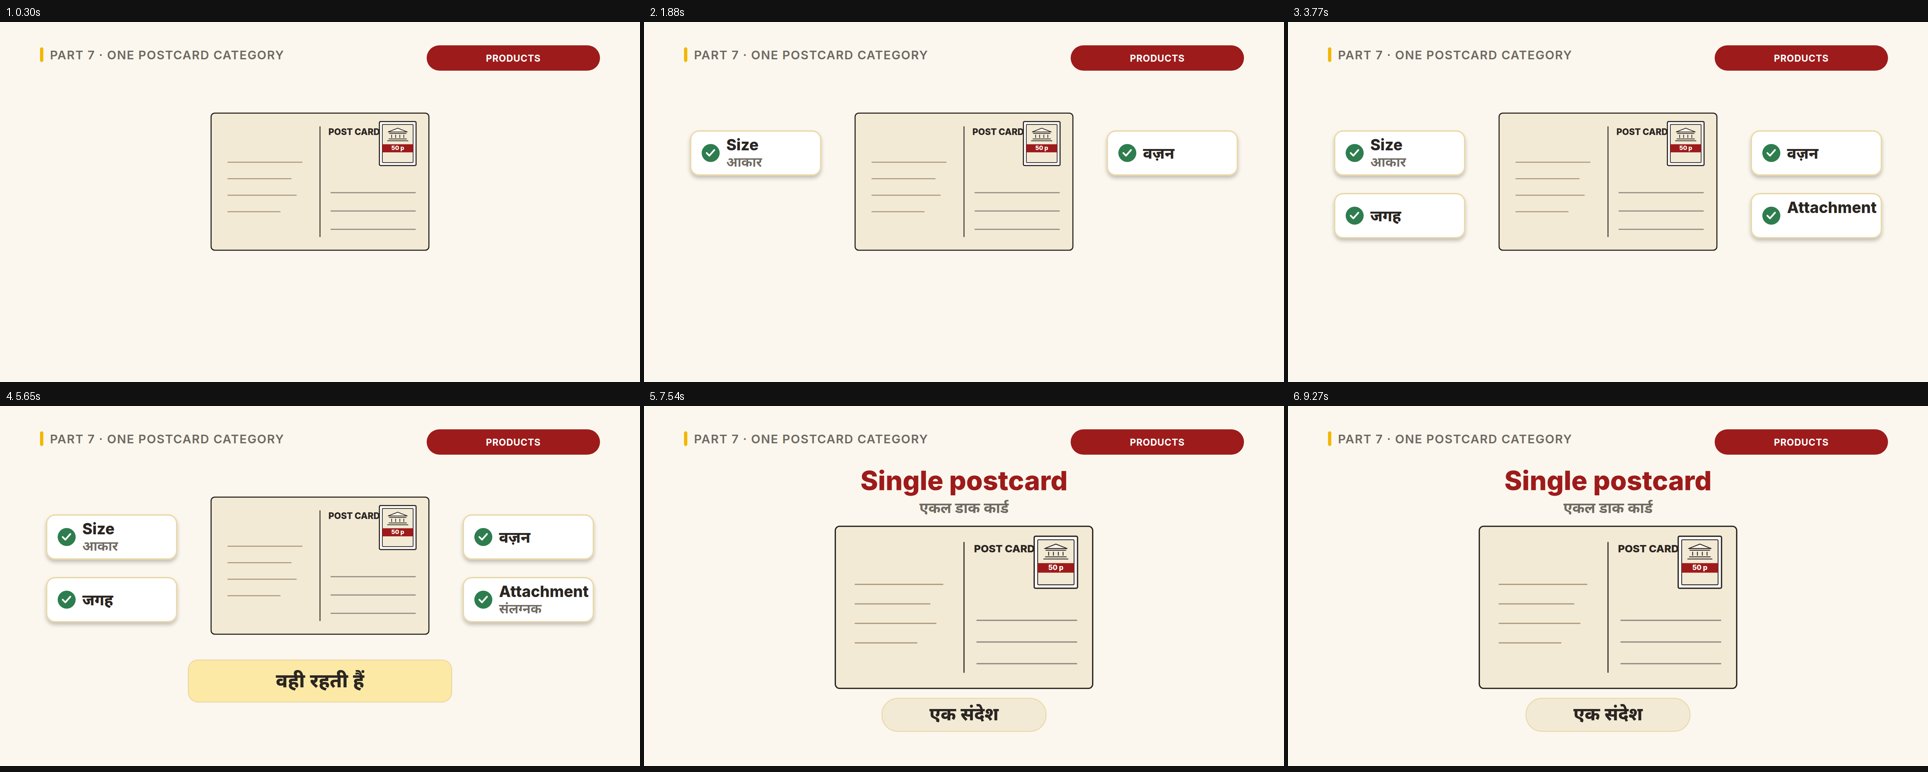 1. 0.30s
PART 7 · ONE POSTCARD CATEGORY
PRODUCTS
POST CARD
50 p
2. 1.88s
PART 7 · ONE POSTCARD CATEGORY
PRODUCTS
Size
आकार
POST CARD
50 p
वज़न
3. 3.77s
PART 7 · ONE POSTCARD CATEGORY
PRODUCTS
Size
आकार
जगह
POST CARD
50 p
वज़न
Attachment
4. 5.65s
PART 7 · ONE POSTCARD CATEGORY
PRODUCTS
Size
आकार
जगह
POST CARD
50 p
वज़न
Attachment
संलग्नक
वही रहती हैं
5. 7.54s
PART 7 · ONE POSTCARD CATEGORY
PRODUCTS
Single postcard
एकल डाक कार्ड
POST CARD
50 p
एक संदेश
6. 9.27s
PART 7 · ONE POSTCARD CATEGORY
PRODUCTS
Single postcard
एकल डाक कार्ड
POST CARD
50 p
एक संदेश